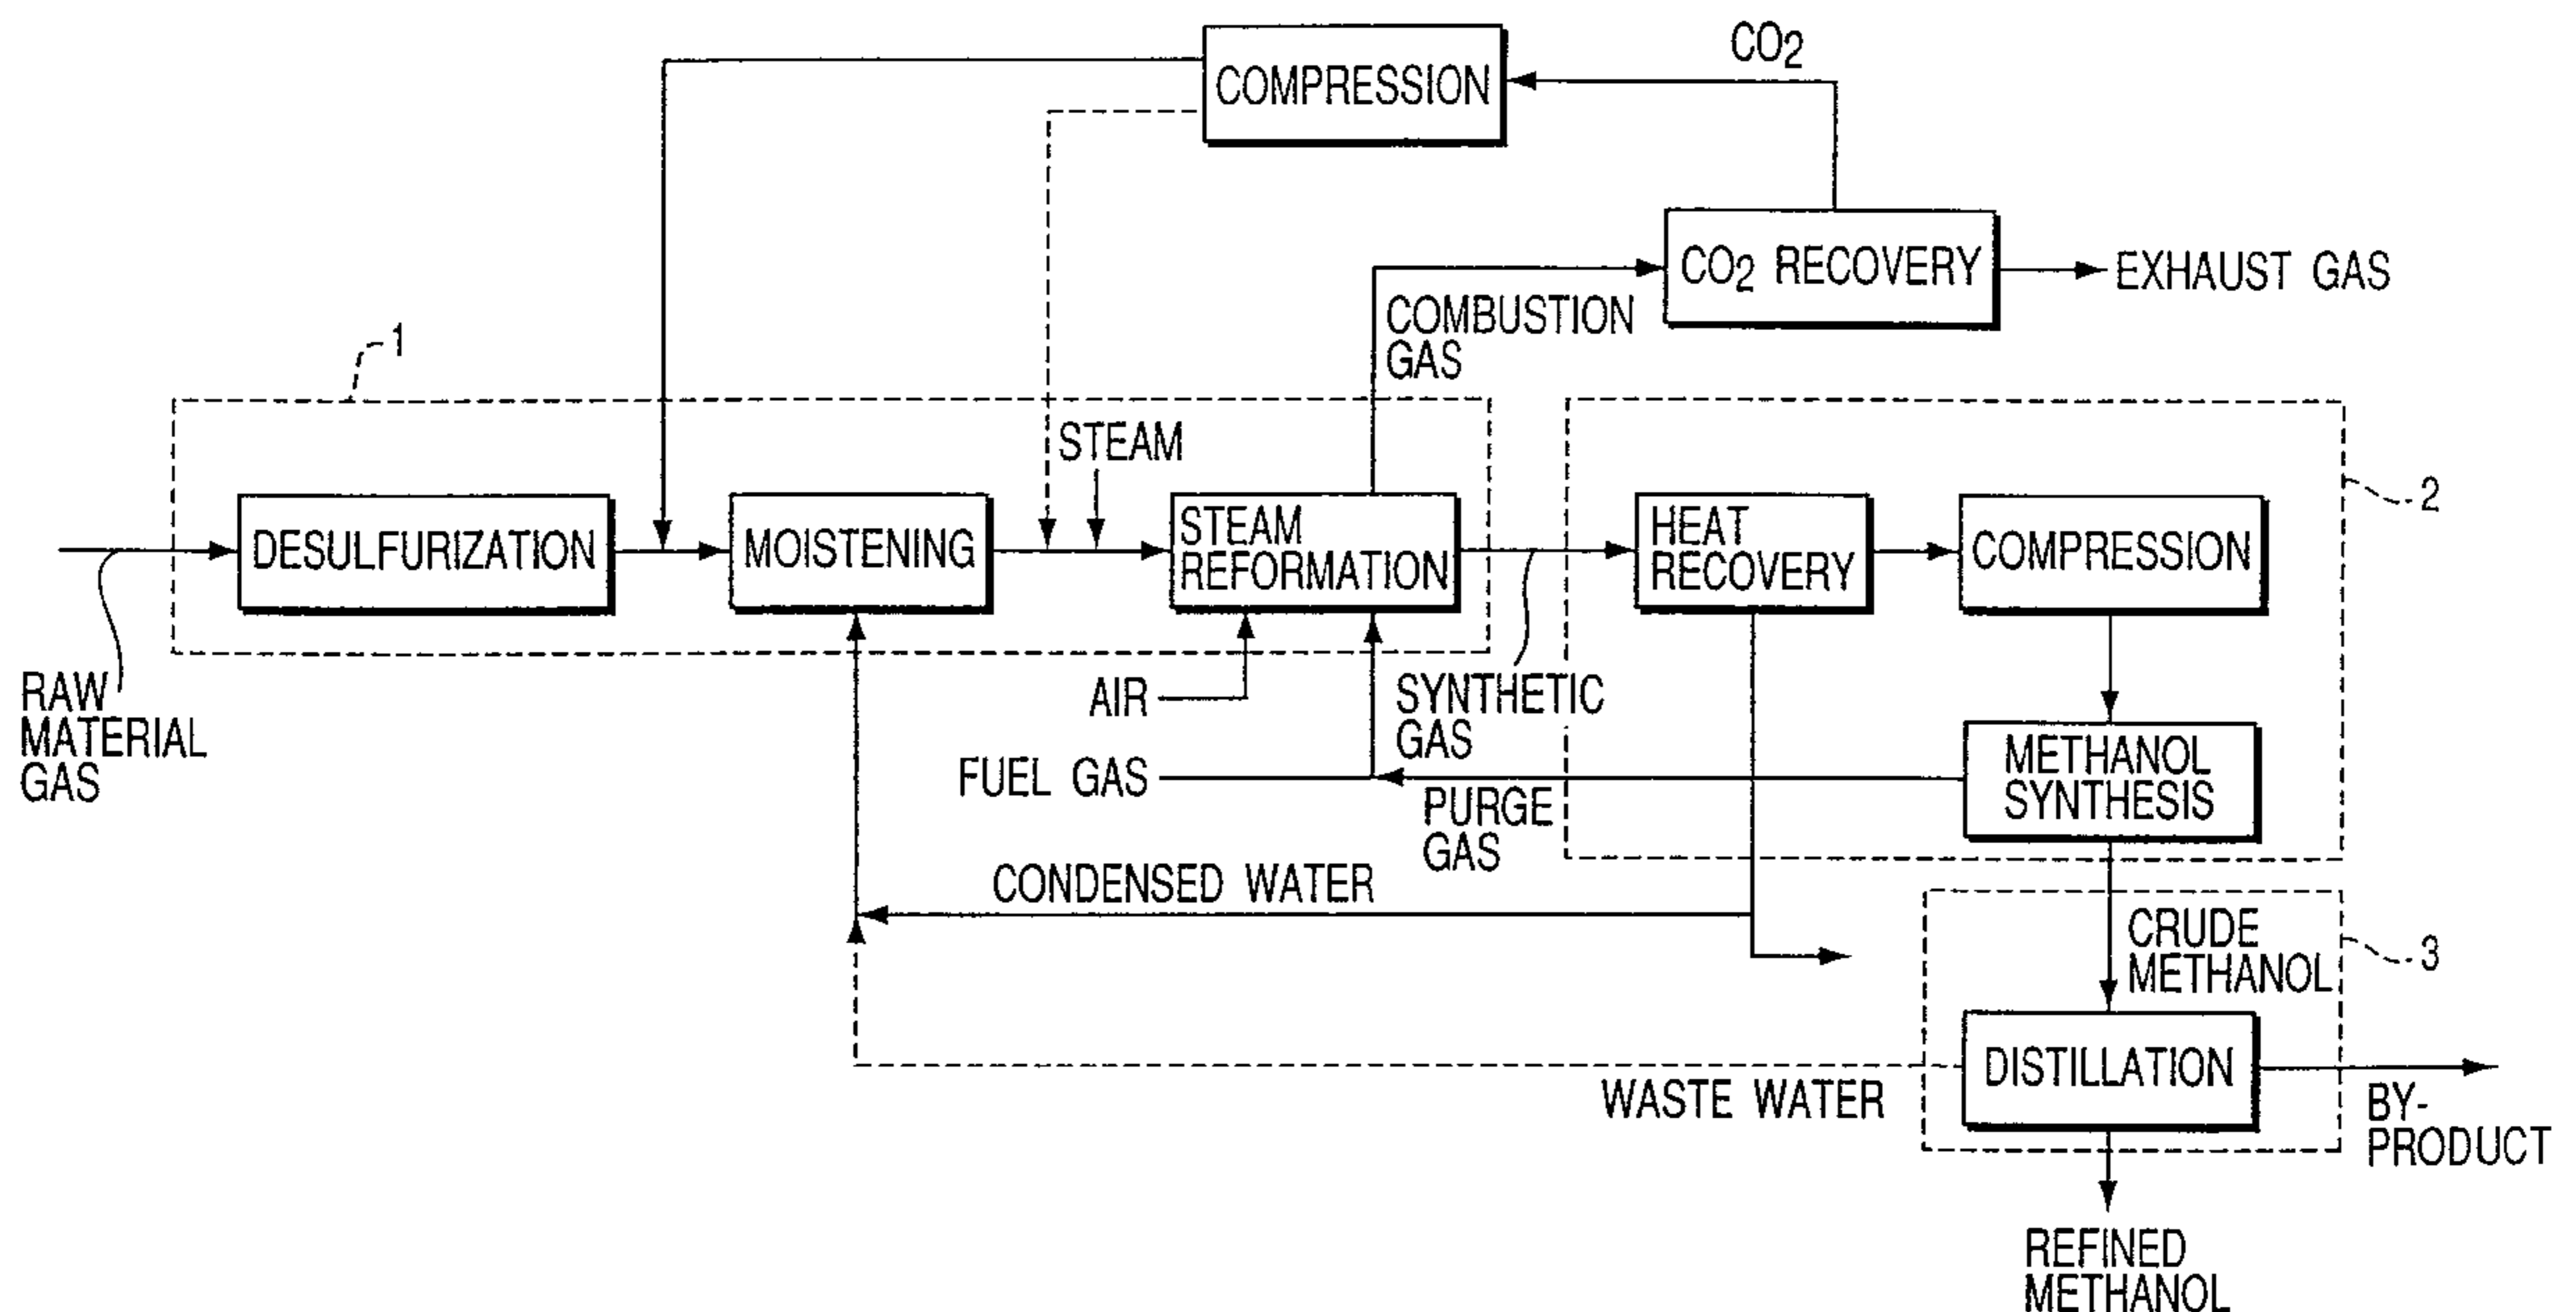 CO2
COMPRESSION
CO2 RECOVERY
EXHAUST GAS
COMBUSTION
GAS
1
STEAM
2
DESULFURIZATION
MOISTENING
STEAM
REFORMATION
HEAT
RECOVERY
COMPRESSION
RAW
MATERIAL
GAS
AIR
SYNTHETIC
GAS
FUEL GAS
PURGE
GAS
METHANOL
SYNTHESIS
CONDENSED WATER
CRUDE
METHANOL
3
DISTILLATION
WASTE WATER
BY-
PRODUCT
REFINED
METHANOL